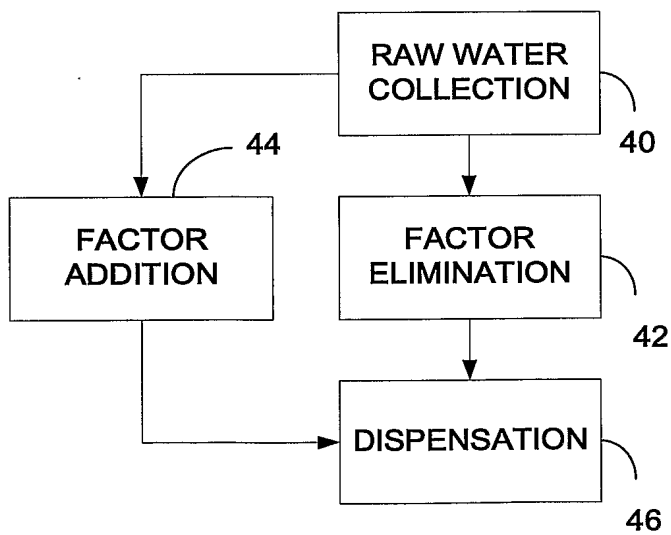 RAW WATER
COLLECTION
40
44
FACTOR
ADDITION
FACTOR
ELIMINATION
42
DISPENSATION
46